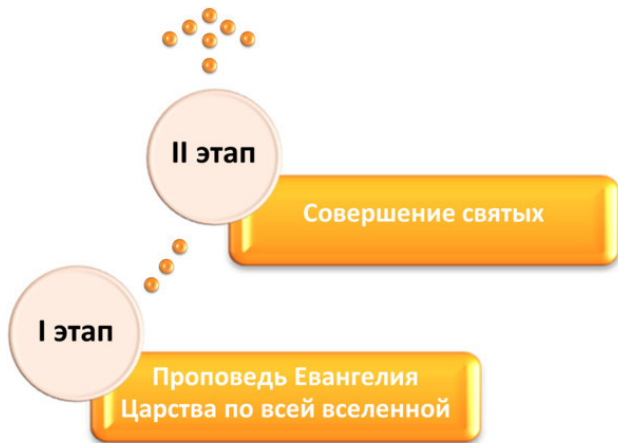 II этап
Совершение святых
I этап
Проповедь Евангелия
Царства по всей вселенной